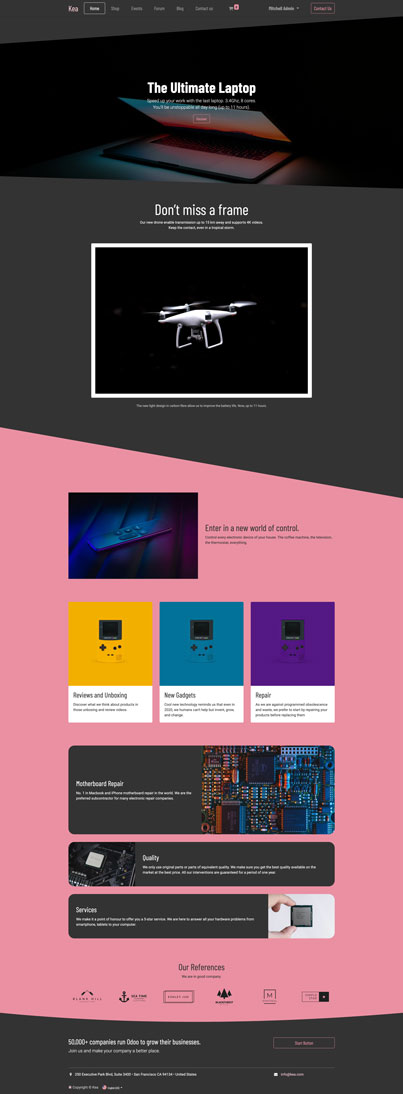 Kea
Home Shop Events Forum Blog Contact us 0 Mitchell Admin Contact Us
The Ultimate Laptop
Speed up your work with the last laptop. 3.4Ghz, 8 cores.
You'll be unstoppable all day long (up to 11 hours)
Don't miss a frame
Our new drone enable transmission up to 10 km away and supports 4K videos.
Keep the contact, even in a tropical storm.
The new light design in carbon fibre allow us to improve the battery life. Now, up to 11 hours.
Enter in a new world of control.
Control every electronic device of your house. The coffee machine, the television,
the thermostat, everything.
Reviews and Unboxing
Discover what we think about products in
those unboxing and review videos
New Gadgets
Cool new technology reminds us that even in
2020, we humans can't help but invent, grow,
and change.
Repair
As we are against programmed obsolescence
and waste, we prefer to start by repairing your
products before replacing them
Motherboard Repair
No. 1 in Macbook and iPhone motherboard repair in the world. We are the
preferred subcontractor for many electronic repair companies.
Quality
We only use original parts or parts of equivalent quality. We make sure you get the best quality available on the
market at the best price. All our interventions are guaranteed for a period of one year.
Services
We make it a point of honour to offer you a 3-star service. We are here to answer all your hardware problems from
smartphone, tablets to your computer.
Our References
We are in good company.
BLANK HILL
SEA TIME
50,000+ companies run Odoo to grow their businesses.
Join us and make your company a better place.
Start Button
250 Executive Park Blvd, Suite 3400 • San Francisco CA 94134 • United States
info@kea.com
Copyright © Kea
English (US)